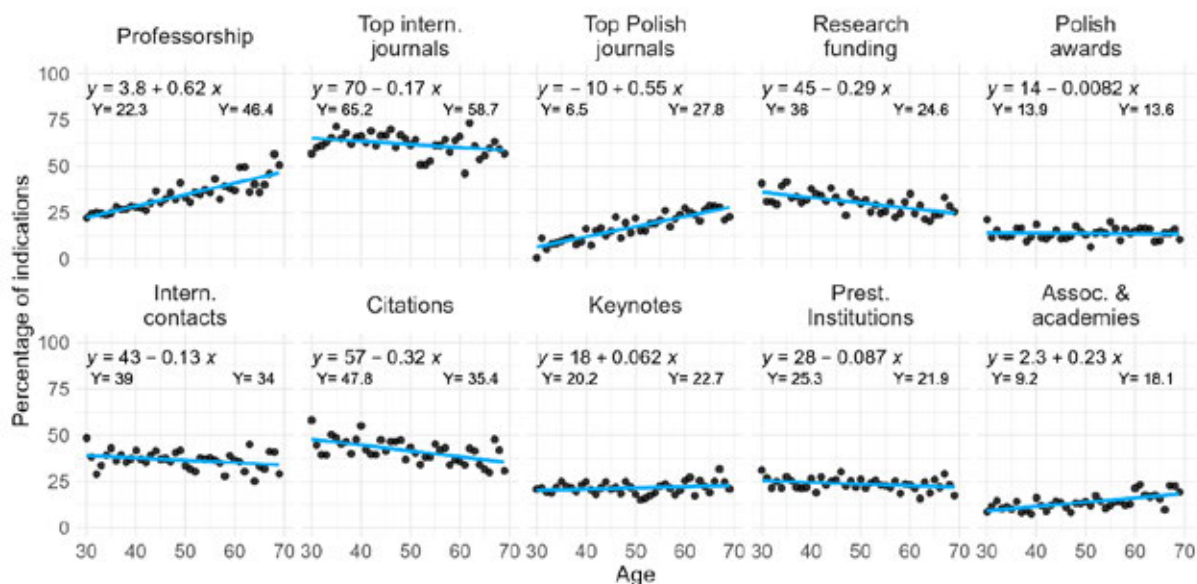 Professorship
Top intern.
journals
Top Polish
journals
Research
funding
Polish
awards
100
75
50
25
0
y = 3.8 + 0.62 x
Y= 22.3 Y= 46.4
y = 70 − 0.17 x
Y= 65.2 Y= 58.7
y = − 10 + 0.55 x
Y= 6.5 Y= 27.8
y = 45 − 0.29 x
Y= 36 Y= 24.6
y = 14 − 0.0082 x
Y= 13.9 Y= 13.6
Percentage of indications
Intern.
contacts
Citations
Keynotes
Prest.
Institutions
Assoc. &
academies
100
75
50
25
0
y = 43 − 0.13 x
Y= 39 Y= 34
y = 57 − 0.32 x
Y= 47.8 Y= 35.4
y = 18 + 0.062 x
Y= 20.2 Y= 22.7
y = 28 − 0.087 x
Y= 25.3 Y= 21.9
y = 2.3 + 0.23 x
Y= 9.2 Y= 18.1
30 40 50 60 70 30 40 50 60 70 30 40 50 60 70 30 40 50 60 70 30 40 50 60 70
Age